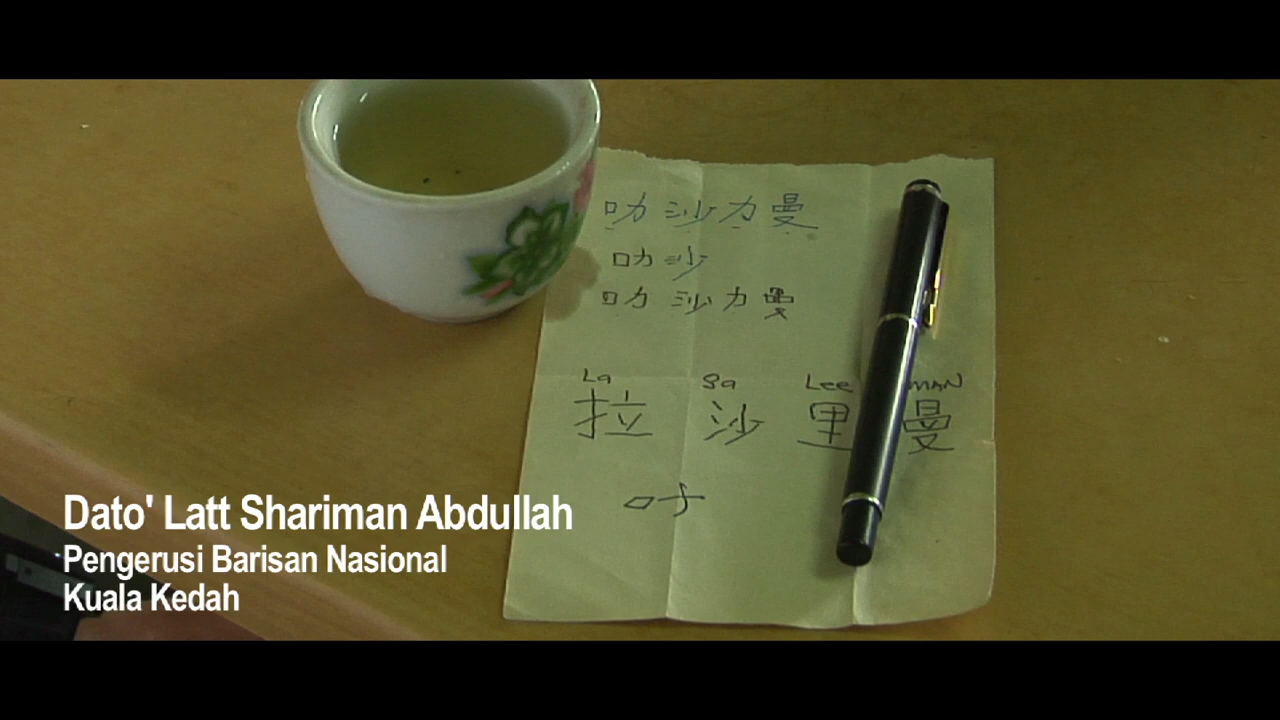 叻沙力曼
叻沙
叻沙力曼
La Sa Lee MAN
拉沙里曼
叻
Dato' Latt Shariman Abdullah
Pengerusi Barisan Nasional
Kuala Kedah